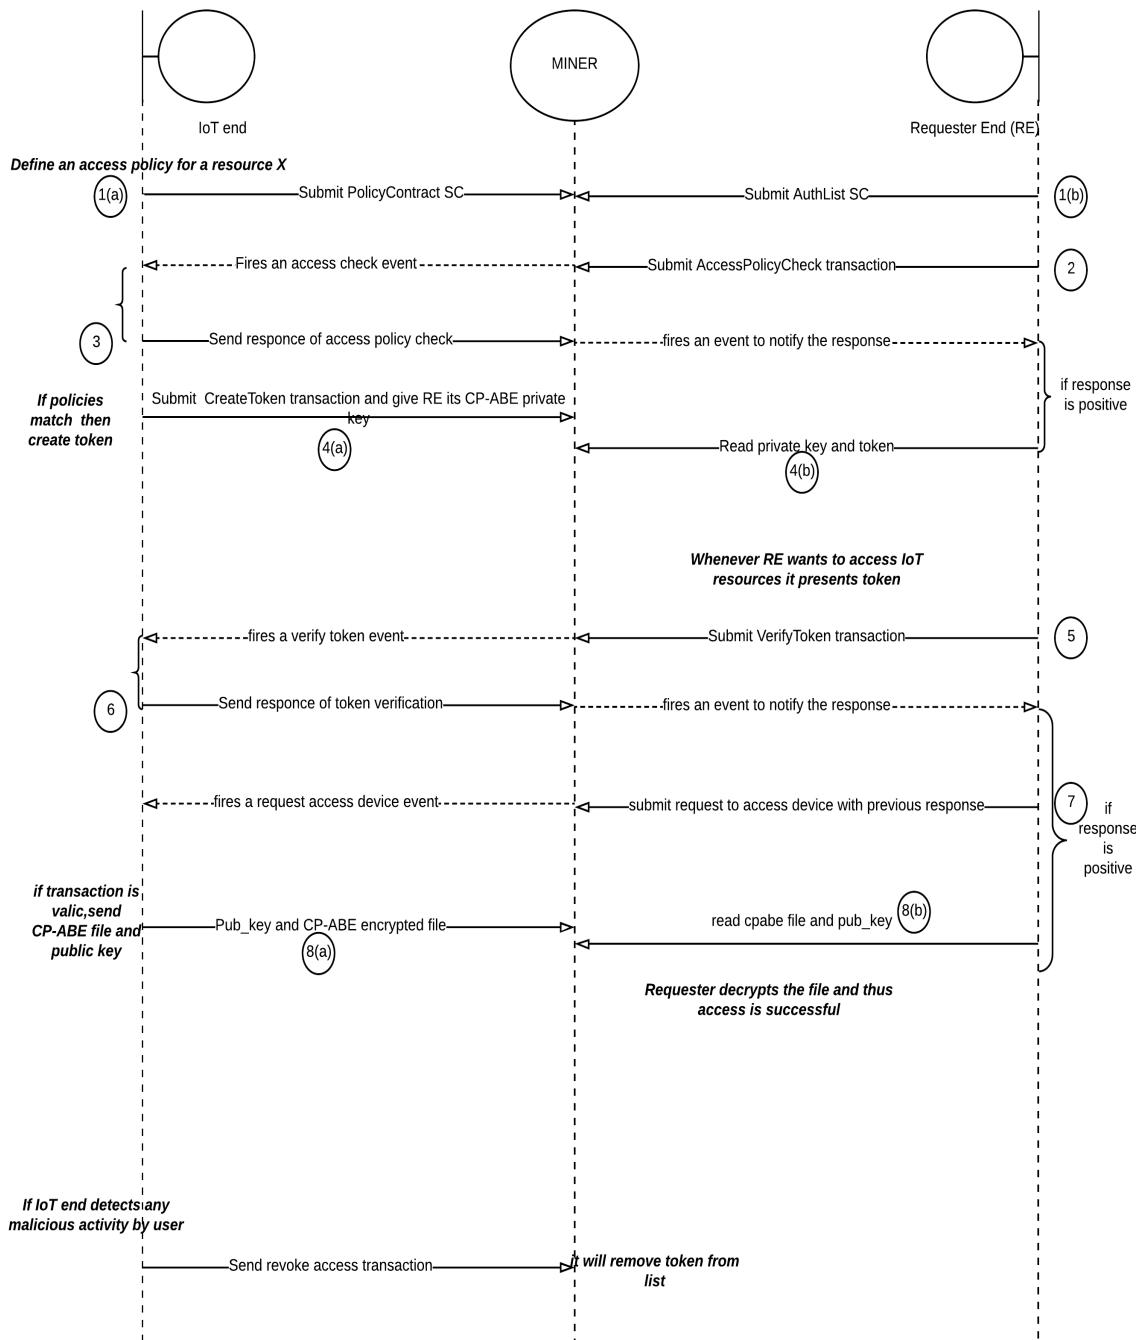 MINER
IoT end
Requester End (RE)
Define an access policy for a resource X
1(a)
Submit PolicyContract SC
Submit AuthList SC
1(b)
Fires an access check event
Submit AccessPolicyCheck transaction
2
3
Send responce of access policy check
fires an event to notify the response
if response
is positive
If policies
match then
create token
Submit CreateToken transaction and give RE its CP-ABE private
key
4(a)
Read private key and token
4(b)
Whenever RE wants to access IoT
resources it presents token
fires a verify token event
Submit VerifyToken transaction
5
6
Send responce of token verification
fires an event to notify the response
fires a request access device event
submit request to access device with previous response
7
if
response
is
positive
if transaction is
valic,send
CP-ABE file and
public key
Pub_key and CP-ABE encrypted file
8(a)
read cpabe file and pub_key
8(b)
Requester decrypts the file and thus
access is successful
If IoT end detects any
malicious activity by user
Send revoke access transaction
it will remove token from
list